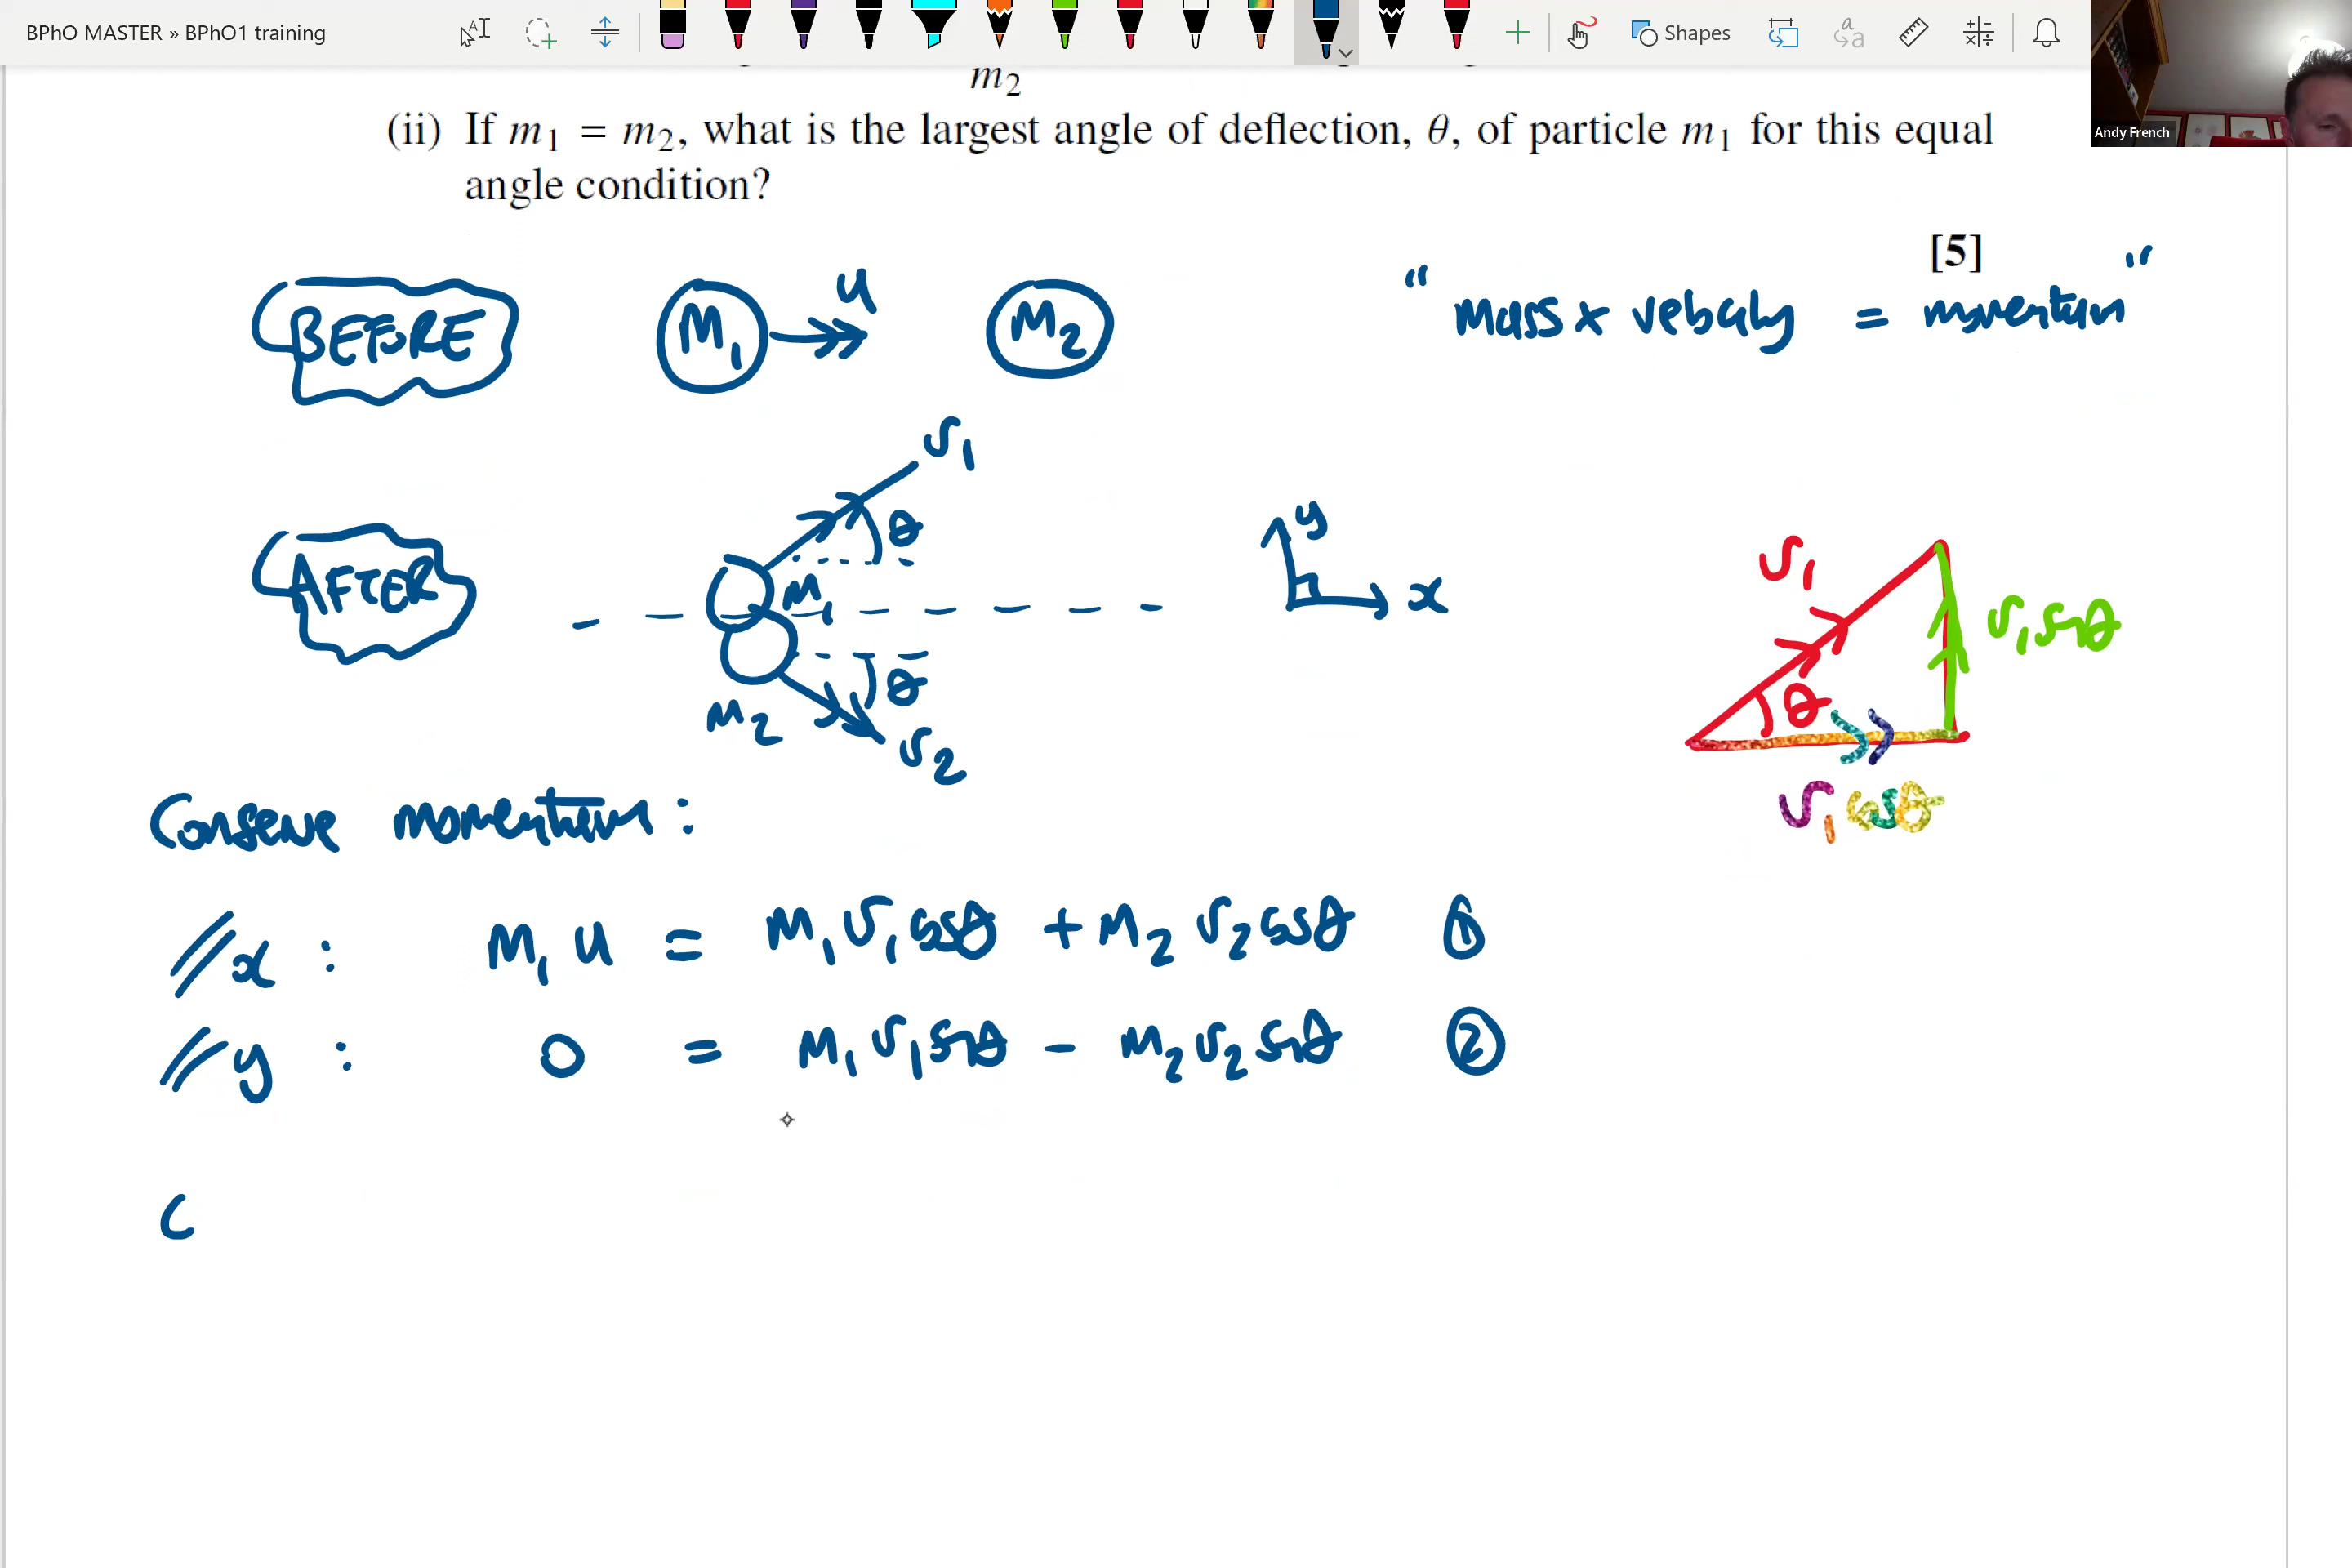 BPhO MASTER » BPhO1 training
Shapes
Andy French
m₂
(ii) If m₁ = m₂, what is the largest angle of deflection, θ, of particle m₁ for this equal
angle condition?
[5]
BEFORE M₁ u M₂
"mass x velocity = momentum"
AFTER
v₁
θ
M₁
M₂
θ
v₂
y
x
v₁
θ
v₁ sinθ
v₁ cosθ
Conserve momentum :
//x : M₁ u = M₁ v₁ cosθ + M₂ v₂ cosθ ①
//y : 0 = M₁ v₁ sinθ - M₂ v₂ sinθ ②
C